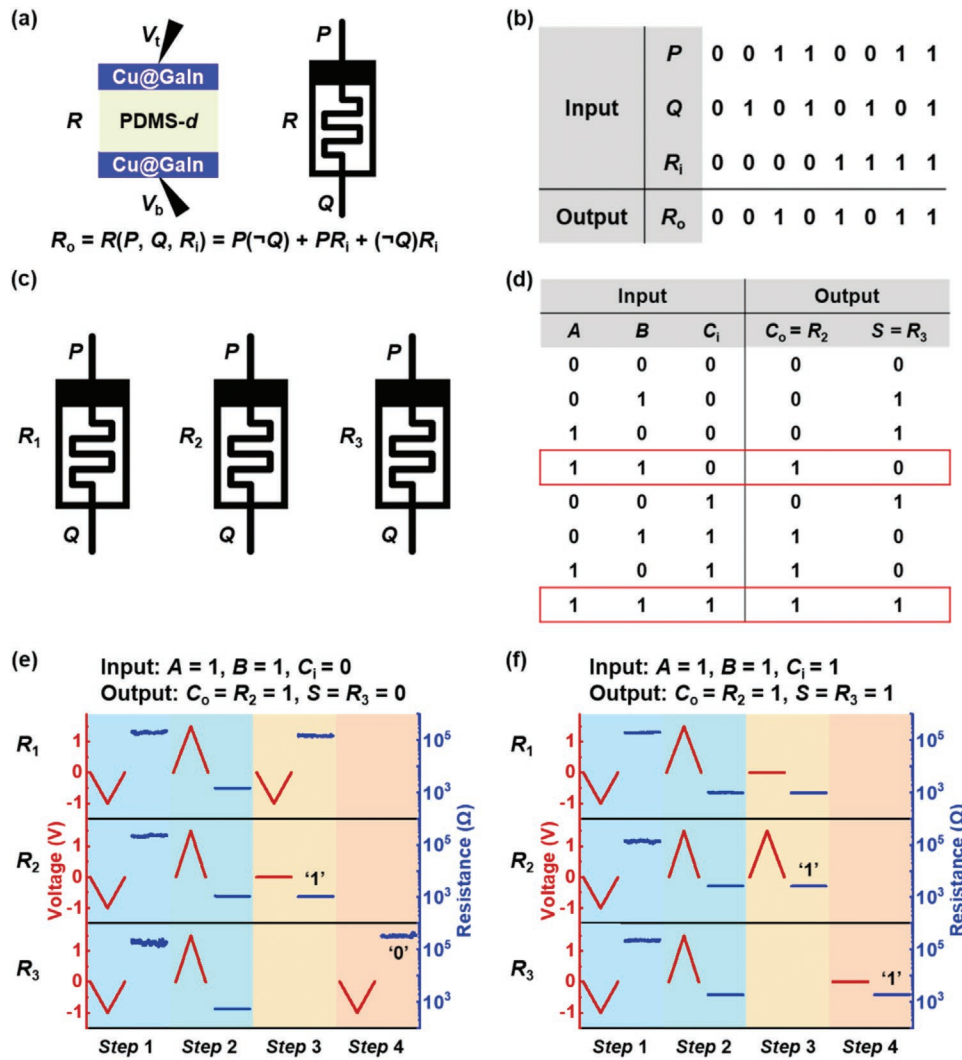 (a)
V_t
Cu@GaIn
R PDMS-d
Cu@GaIn
V_b
P
R
Q
R_o = R(P, Q, R_i) = P(¬Q) + PR_i + (¬Q)R_i
(b)
P 0 0 1 1 0 0 1 1
Input Q 0 1 0 1 0 1 0 1
R_i 0 0 0 0 1 1 1 1
Output R_o 0 0 1 0 1 0 1 1
(c)
P P P
R_1 R_2 R_3
Q Q Q
(d)
Input Output
A B C_i C_o = R_2 S = R_3
0 0 0 0 0
0 1 0 0 1
1 0 0 0 1
1 1 0 1 0
0 0 1 0 1
0 1 1 1 0
1 0 1 1 0
1 1 1 1 1
(e)
Input: A = 1, B = 1, C_i = 0
Output: C_o = R_2 = 1, S = R_3 = 0
R_1
1
0
-1
10^5
10^3
R_2
1
0
-1
'1'
10^5
10^3
R_3
1
0
-1
'0'
10^5
10^3
Voltage (V)
Resistance (Ω)
Step 1 Step 2 Step 3 Step 4
(f)
Input: A = 1, B = 1, C_i = 1
Output: C_o = R_2 = 1, S = R_3 = 1
R_1
1
0
-1
10^5
10^3
R_2
1
0
-1
'1'
10^5
10^3
R_3
1
0
-1
'1'
10^5
10^3
Voltage (V)
Resistance (Ω)
Step 1 Step 2 Step 3 Step 4